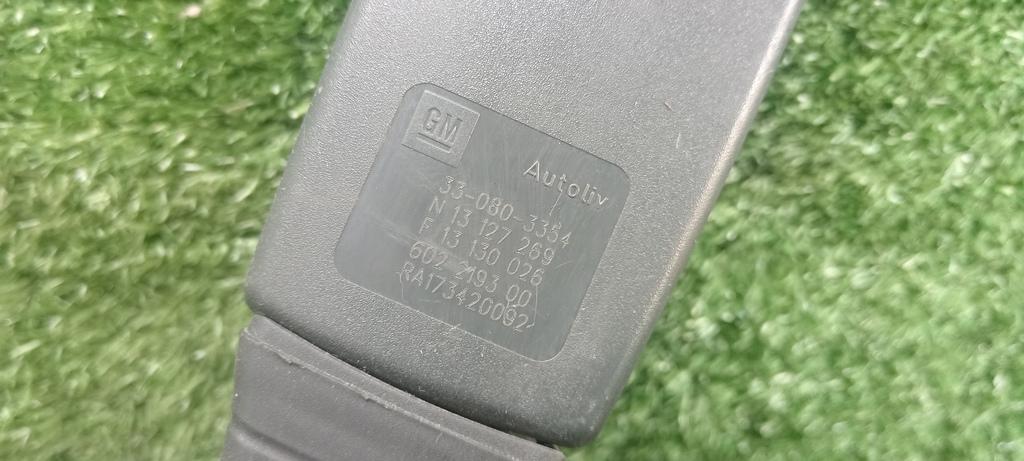 GM
Autoliv
33-080-3354
N 13 127 269
F 13 130 026
602 2193 00
RA173420092